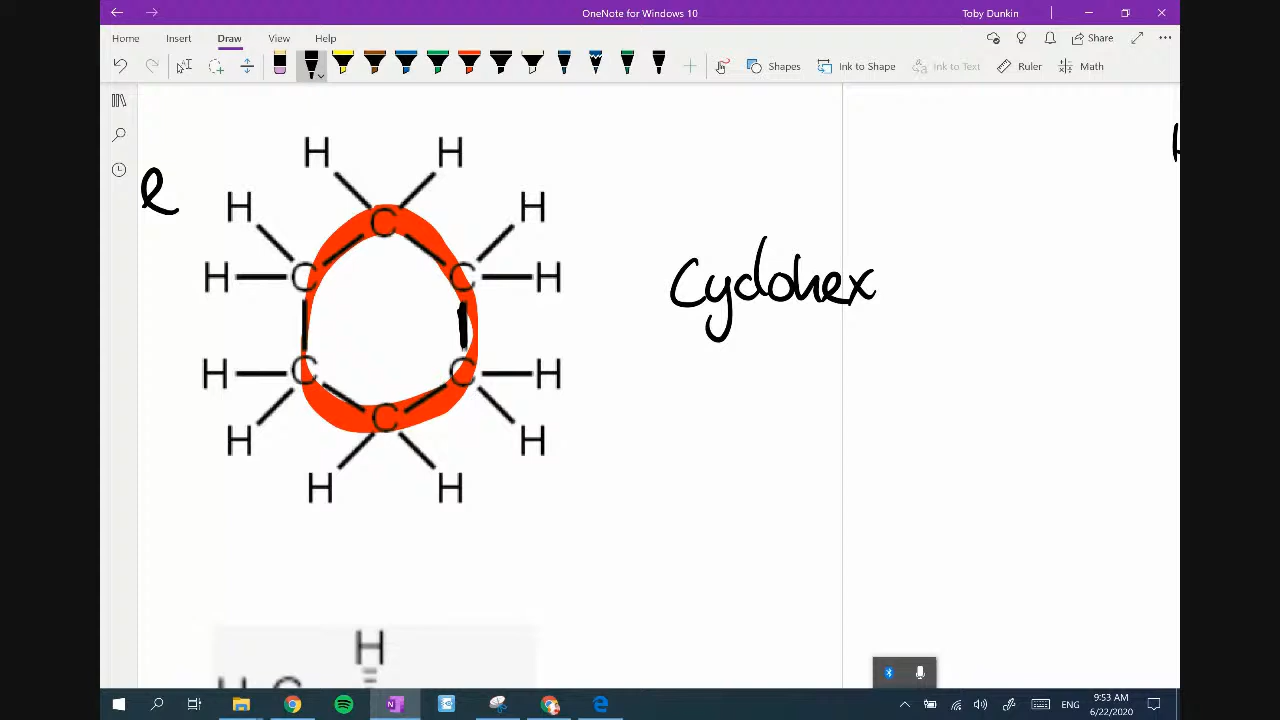 OneNote for Windows 10
Toby Dunkin
Home Insert Draw View Help
Share
Shapes Ink to Shape Ink to Text Ruler Math
H H
e
H C H
H C C H
H C C H
H C H
H H
Cyclohex
H
ENG
9:53 AM
6/22/2020